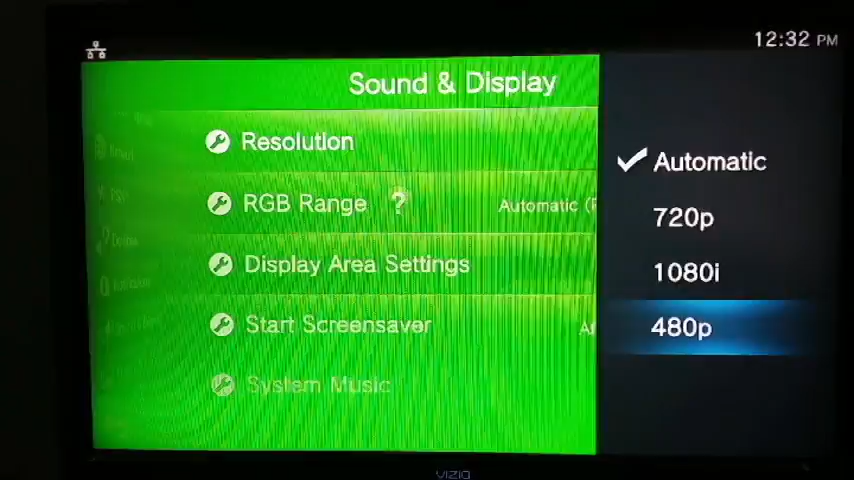 12:32 PM
Sound & Display
Resolution
RGB Range ?
Automatic (
Display Area Settings
Start Screensaver
System Music
Automatic
720p
1080i
480p
VIZIO